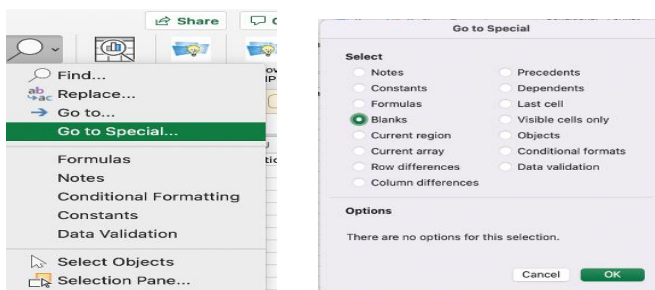 Share
Find...
Replace...
Go to...
Go to Special...
Formulas
Notes
Conditional Formatting
Constants
Data Validation
Select Objects
Selection Pane...
Go to Special
Select
Notes
Precedents
Constants
Dependents
Formulas
Last cell
Blanks
Visible cells only
Current region
Objects
Current array
Conditional formats
Row differences
Data validation
Column differences
Options
There are no options for this selection.
Cancel
OK